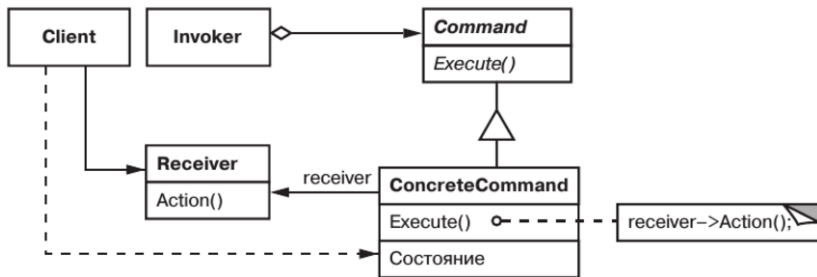 Client
Invoker
Command
Execute()
Receiver
Action()
receiver
ConcreteCommand
Execute()
receiver->Action();
Состояние